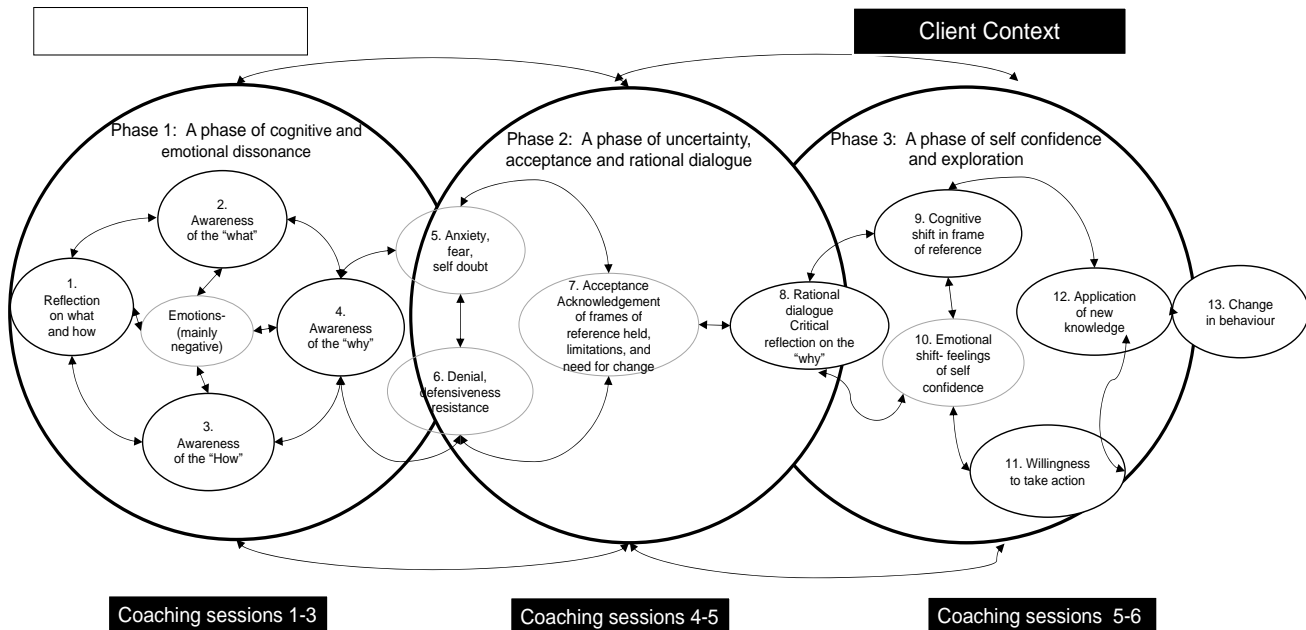 Client Context
Phase 1:  A phase of cognitive and
emotional dissonance
Phase 2:  A phase of uncertainty,
acceptance and rational dialogue
Phase 3:  A phase of self confidence
and exploration
1.
Reflection
on what
and how
2.
Awareness
of the “what”
Emotions-
(mainly
negative)
3.
Awareness
of the “How”
4.
Awareness
of the “why”
5. Anxiety,
fear,
self doubt
6. Denial,
defensiveness
resistance
7. Acceptance
Acknowledgement
of frames of
reference held,
limitations, and
need for change
8. Rational
dialogue
Critical
reflection on the
“why”
9. Cognitive
shift in frame
of reference
10. Emotional
shift- feelings of
self
confidence
11. Willingness
to take action
12. Application
of new
knowledge
13. Change
in behaviour
Coaching sessions 1-3
Coaching sessions 4-5
Coaching sessions  5-6